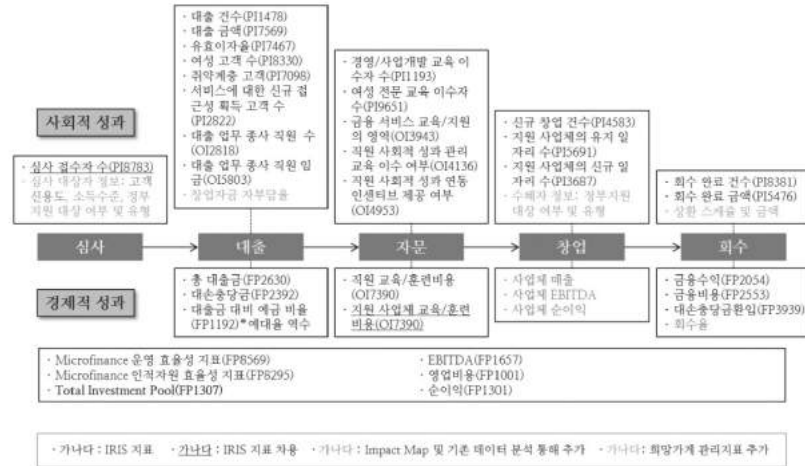 사회적 성과
· 심사 접수자 수(PI8783)
· 심사 대상자 정보: 고객
신용도, 소득수준, 정부
지원 대상 여부 및 유형
· 대출 건수(PI1478)
· 대출 금액(PI7569)
· 유효이자율(PI7467)
· 여성 고객 수(PI8330)
· 취약계층 고객(PI7098)
· 서비스에 대한 신규 접
근성 획득 고객 수
(PI2822)
· 대출 업무 종사 직원 수
(OI2818)
· 대출 업무 종사 직원 임
금(OI5803)
· 창업자금 자부담율
· 경영/사업개발 교육 이
수자 수(PI1193)
· 여성 전문 교육 이수자 수
(PI9651)
· 금융 서비스 교육/지원
의 영역(OI3943)
· 직원 사회적 성과 관리
교육 이수 여부(OI4136)
· 직원 사회적 성과 연동
인센티브 제공 여부
(OI4953)
· 신규 창업 건수(PI4583)
· 지원 사업체의 유지 일
자리 수(PI5691)
· 지원 사업체의 신규 일
자리 수(PI3687)
· 수혜자 정보: 정부지원
대상 여부 및 유형
· 회수 완료 건수(PI8381)
· 회수 완료 금액(PI5476)
· 상환 스케줄 및 금액
심사
대출
자문
창업
회수
경제적 성과
· 총 대출금(FP2630)
· 대손충당금(FP2392)
· 대출금 대비 예금 비율
(FP1192)*예대율 역수
· 직원 교육/훈련비용
(OI7390)
· 지원 사업체 교육/훈련
비용(OI7390)
· 사업체 매출
· 사업체 EBITDA
· 사업체 순이익
· 금융수익(FP2054)
· 금융비용(FP2553)
· 대손충당금환입(FP3939)
· 회수율
· Microfinance 운영 효율성 지표(FP8569)
· Microfinance 인적자원 효율성 지표(FP8295)
· Total Investment Pool(FP1307)
· EBITDA(FP1657)
· 영업비용(FP1001)
· 순이익(FP1301)
· 가나다 : IRIS 지표 · 가나다 : IRIS 지표 차용 · 가나다 : Impact Map 및 기존 데이터 분석 통해 추가 · 가나다 : 희망가게 관리지표 추가